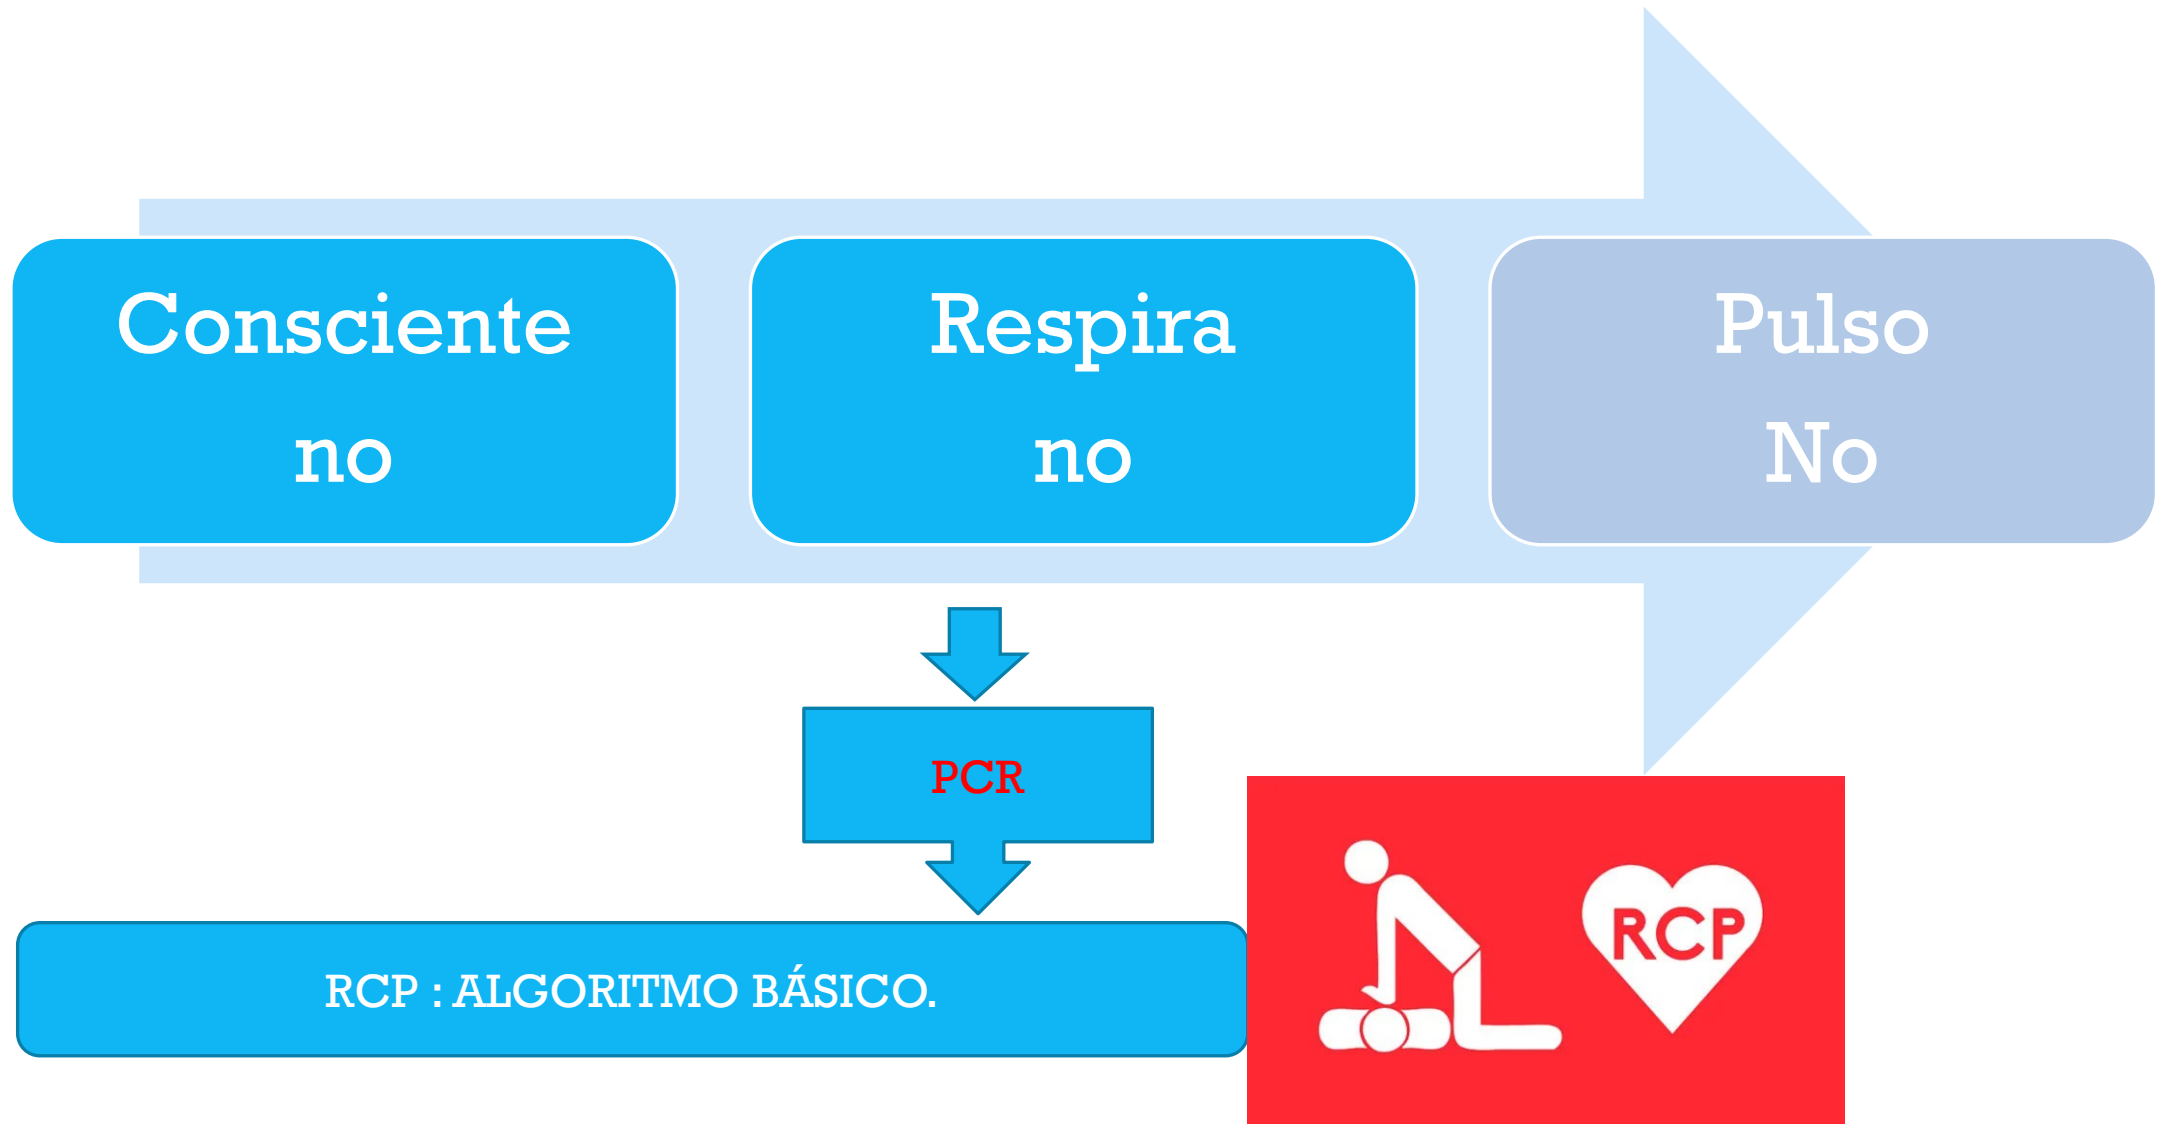 Consciente
no
Respira
no
Pulso
No
PCR
RCP : ALGORITMO BÁSICO.
RCP